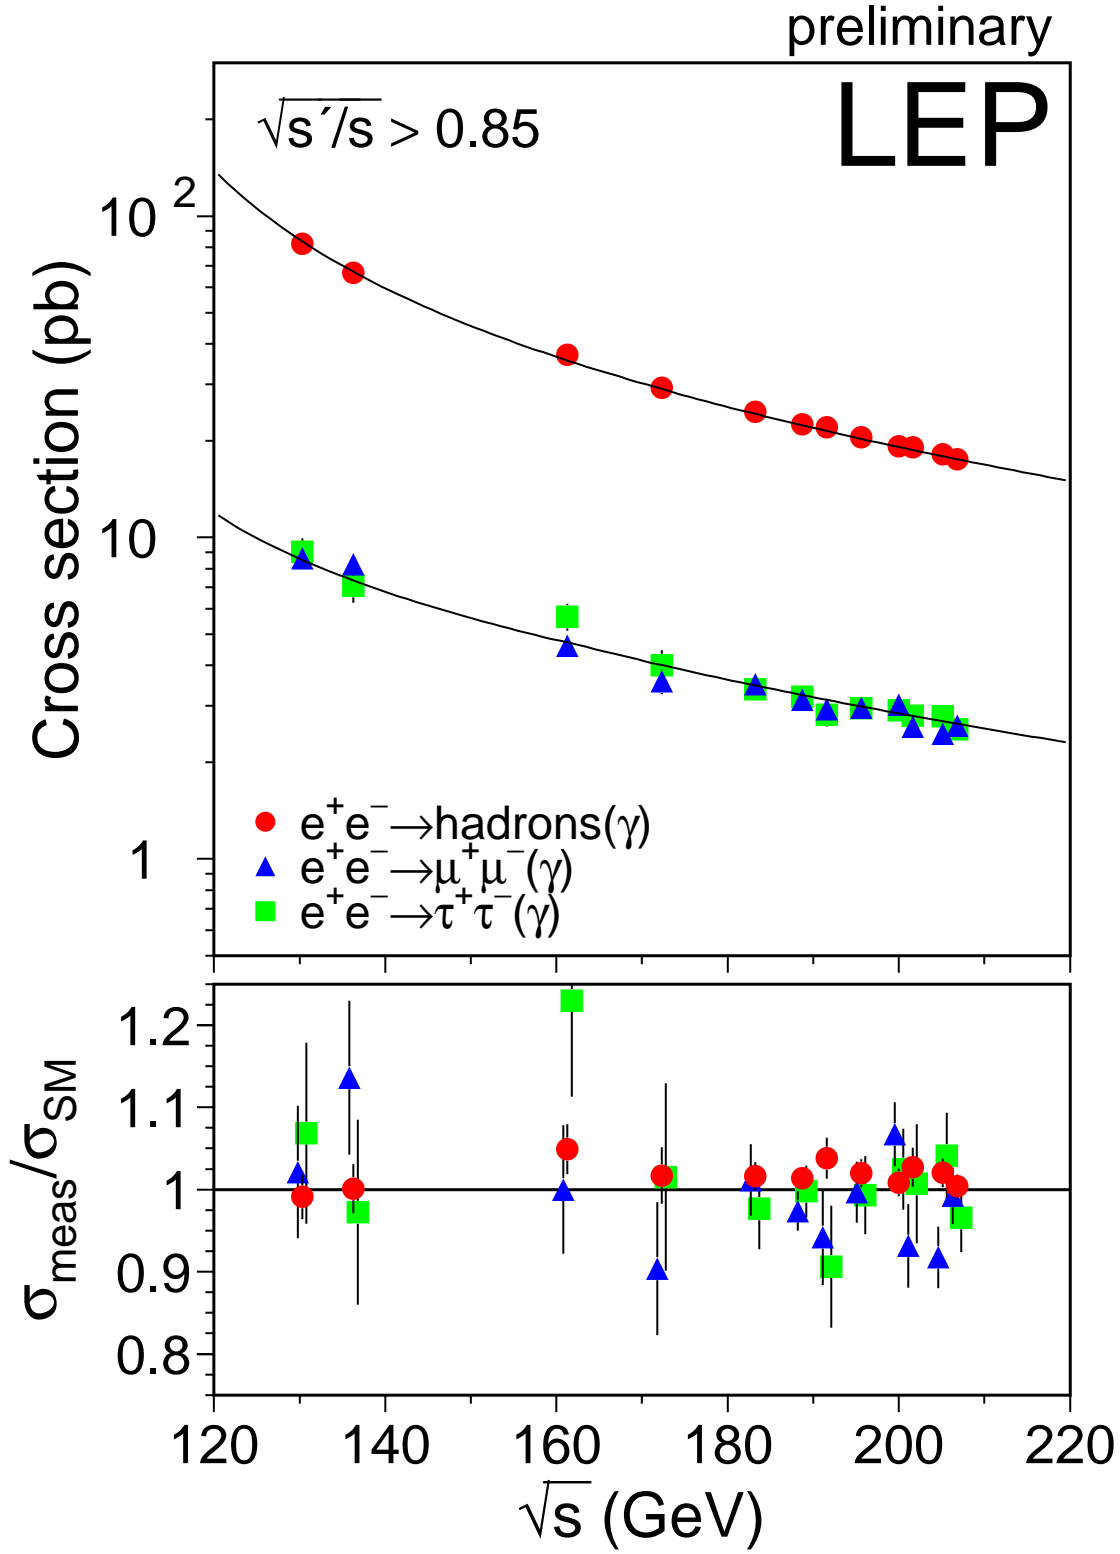 preliminary
√s´/s > 0.85
LEP
10²
10
1
Cross section (pb)
e⁺e⁻→hadrons(γ)
e⁺e⁻→μ⁺μ⁻(γ)
e⁺e⁻→τ⁺τ⁻(γ)
1.2
1.1
1
0.9
0.8
σmeas/σSM
120 140 160 180 200 220
√s (GeV)